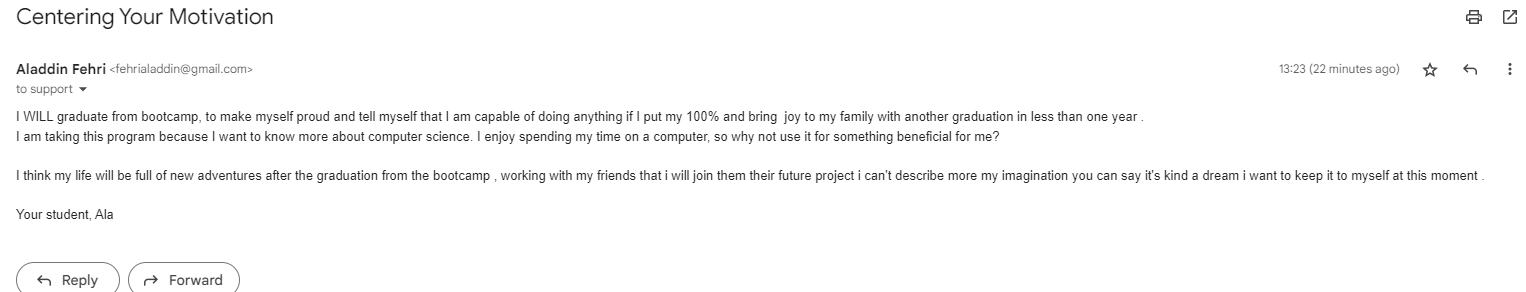 Centering Your Motivation
Aladdin Fehri <fehrialaddin@gmail.com>
13:23 (22 minutes ago)
to support
I WILL graduate from bootcamp, to make myself proud and tell myself that I am capable of doing anything if I put my 100% and bring  joy to my family with another graduation in less than one year .
I am taking this program because I want to know more about computer science. I enjoy spending my time on a computer, so why not use it for something beneficial for me?
I think my life will be full of new adventures after the graduation from the bootcamp , working with my friends that i will join them their future project i can't describe more my imagination you can say it's kind a dream i want to keep it to myself at this moment .
Your student, Ala
Reply
Forward